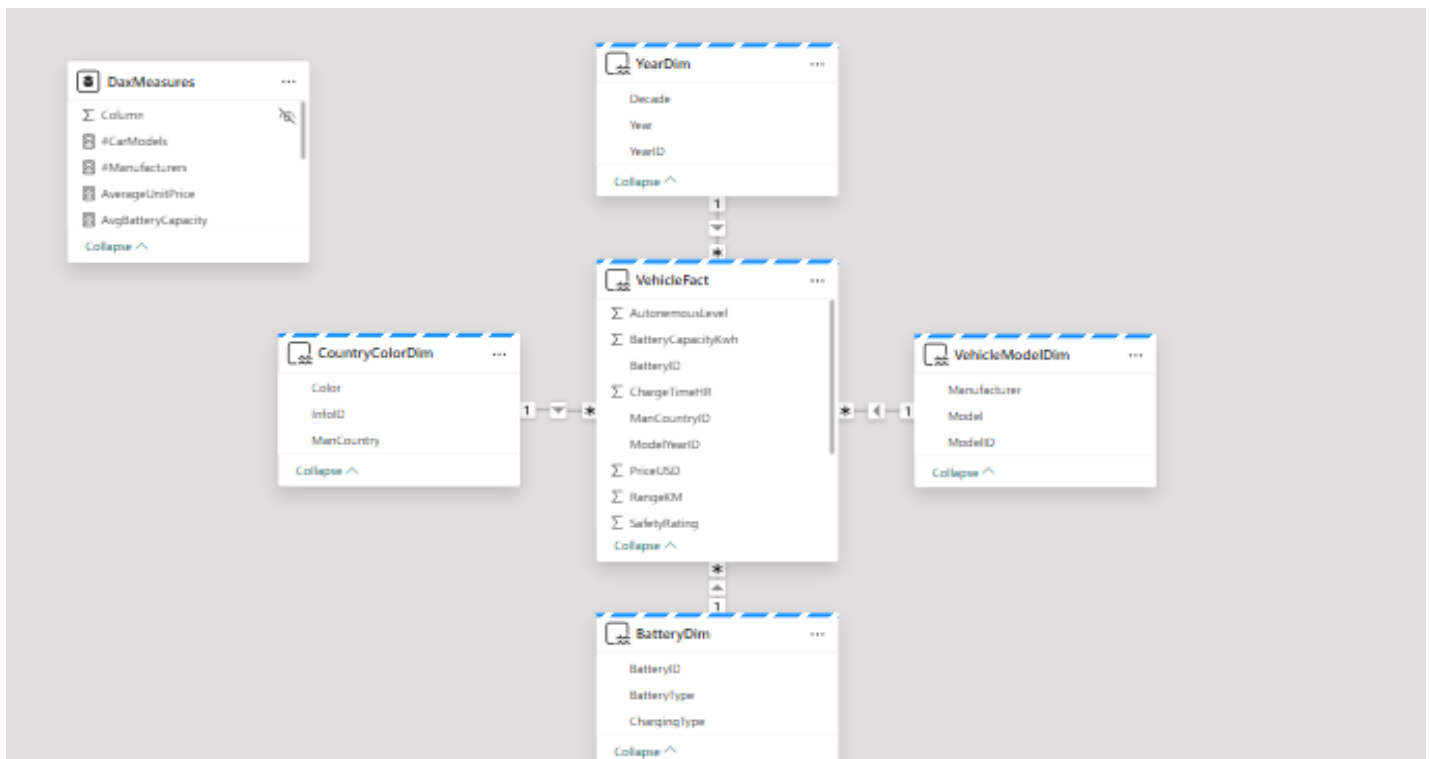 DaxMeasures
Column
#CarModels
#Manufacturers
AverageUnitPrice
AvgBatteryCapacity
Collapse
YearDim
Decade
Year
YearID
Collapse
1
*
VehicleFact
AutonemousLevel
BatteryCapacityKwh
BatteryID
ChargeTimeHR
ManCountryID
ModelYearID
PriceUSD
RangeKM
SafetyRating
Collapse
CountryColorDim
Color
InfoID
ManCountry
Collapse
1
*
*
1
VehicleModelDim
Manufacturer
Model
ModelID
Collapse
*
1
BatteryDim
BatteryID
BatteryType
ChargingType
Collapse